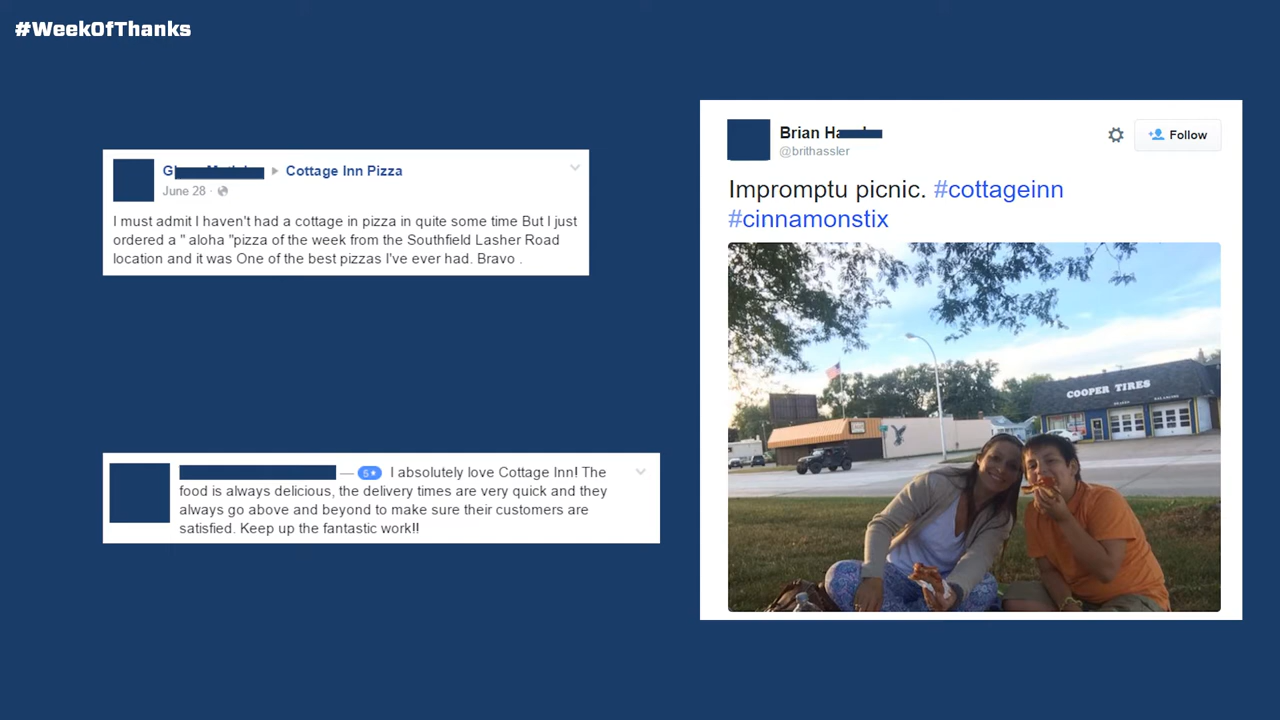 #WeekOfThanks
Cottage Inn Pizza
June 28
I must admit I haven't had a cottage in pizza in quite some time But I just
ordered a " aloha "pizza of the week from the Southfield Lasher Road
location and it was One of the best pizzas I've ever had. Bravo .
— 5★ I absolutely love Cottage Inn! The
food is always delicious, the delivery times are very quick and they
always go above and beyond to make sure their customers are
satisfied. Keep up the fantastic work!!
Brian
Follow
@brithassler
Impromptu picnic. #cottageinn
#cinnamonstix
COOPER TIRES